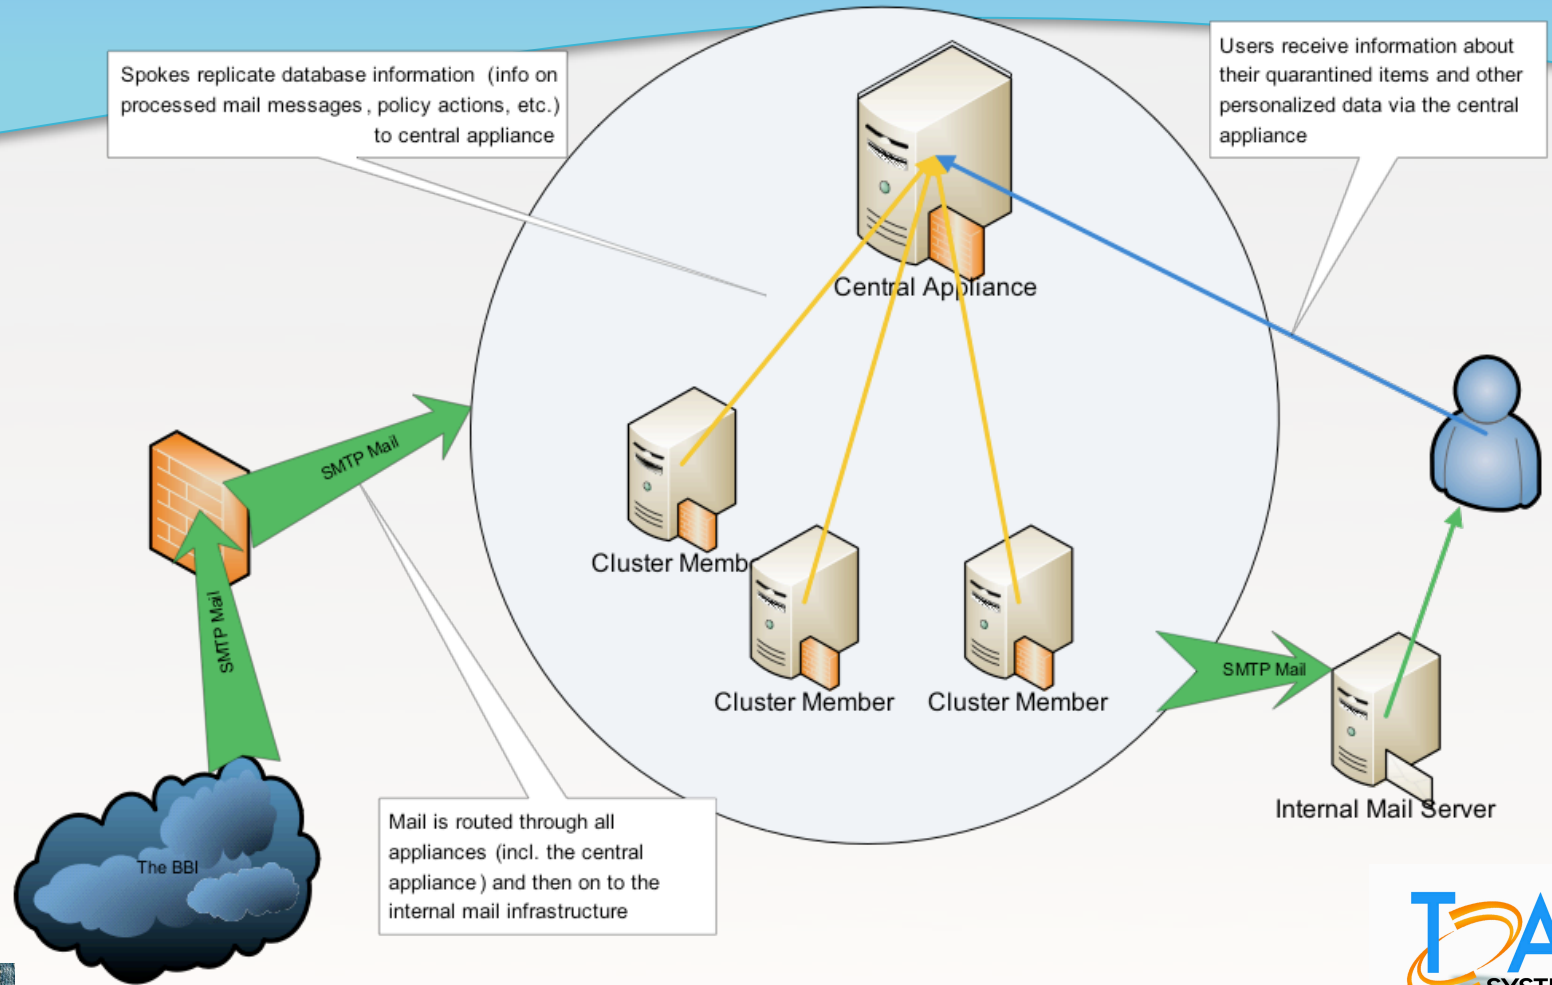 Spokes replicate database information (info on
processed mail messages, policy actions, etc.)
to central appliance
Users receive information about
their quarantined items and other
personalized data via the central
appliance
Central Appliance
SMTP Mail
SMTP Mail
Cluster Memb
Cluster Member
Cluster Member
SMTP Mail
Internal Mail Server
Mail is routed through all
appliances (incl. the central
appliance) and then on to the
internal mail infrastructure
The BBI